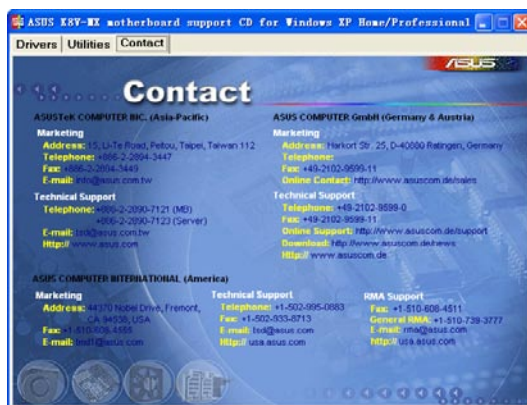 ASUS K8V-MX motherboard support CD for Windows XP Home/Professional
Drivers Utilities Contact
ASUS
Contact
ASUSTeK COMPUTER INC. (Asia-Pacific)
Marketing
Address: 15, Li-Te Road, Peitou, Taipei, Taiwan 112
Telephone: +886-2-2894-3447
Fax: +886-2-2894-3449
E-mail: info@asus.com.tw
Technical Support
Telephone: +886-2-2890-7121 (MB)
+886-2-2890-7123 (Server)
E-mail: tsd@asus.com.tw
Http:// www.asus.com
ASUS COMPUTER GmbH (Germany & Austria)
Marketing
Address: Harkort Str. 25, D-40880 Ratingen, Germany
Telephone:
Fax: +49-2102-9599-11
Online Contact: http://www.asuscom.de/sales
Technical Support
Telephone: +49-2102-9599-0
Fax: +49-2102-9599-11
Online Support: http://www.asuscom.de/support
Download: http://www.asuscom.de/news
Http:// www.asuscom.de
ASUS COMPUTER INTERNATIONAL (America)
Marketing
Address: 44370 Nobel Drive, Fremont,
CA 94538, USA
Fax: +1-510-608-4555
E-mail: tmd1@asus.com
Technical Support
Telephone: +1-502-995-0883
Fax: +1-502-933-8713
E-mail: tsd@asus.com
Http:// usa.asus.com
RMA Support
Fax: +1-510-608-4511
General RMA: +1-510-739-3777
E-mail: rma@asus.com
http:// usa.asus.com